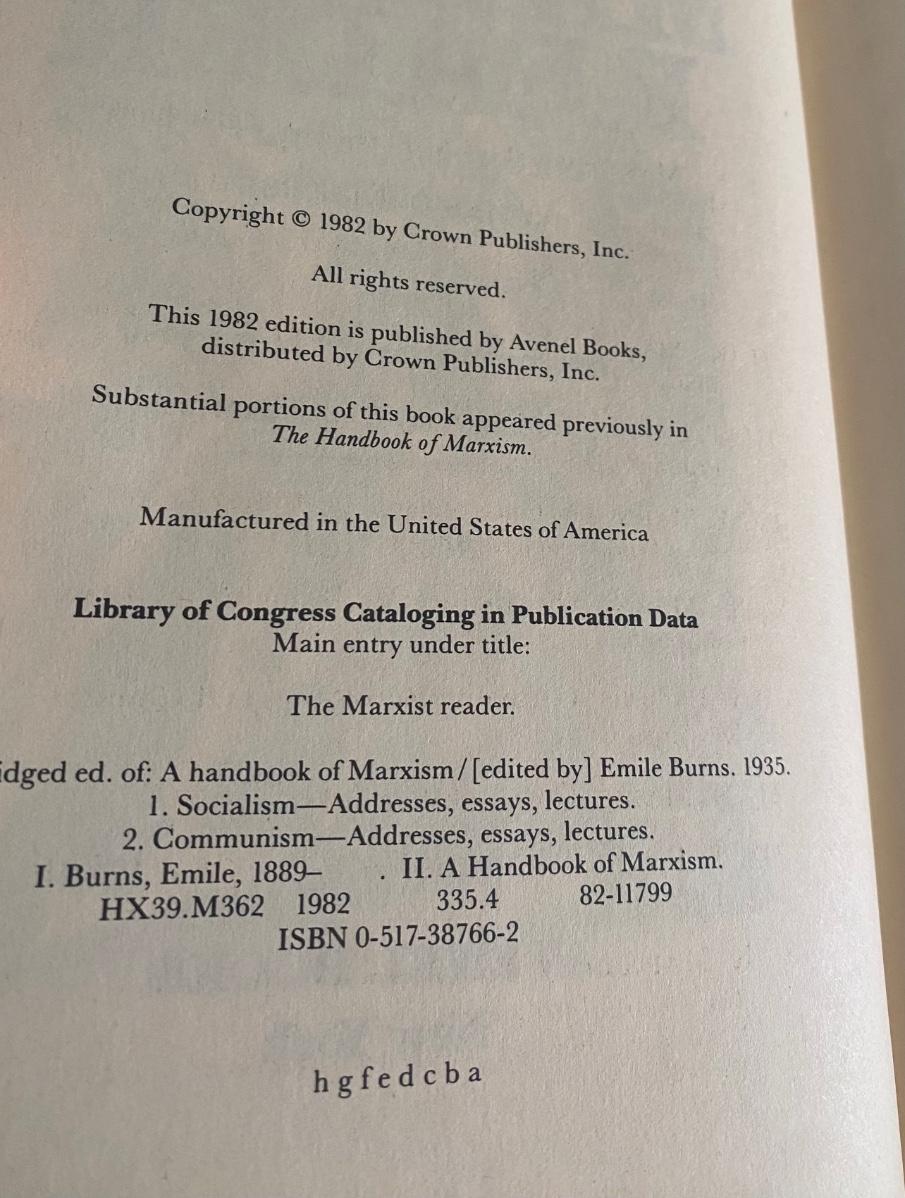 Copyright © 1982 by Crown Publishers, Inc.
All rights reserved.
This 1982 edition is published by Avenel Books,
distributed by Crown Publishers, Inc.
Substantial portions of this book appeared previously in
The Handbook of Marxism.
Manufactured in the United States of America
Library of Congress Cataloging in Publication Data
Main entry under title:
The Marxist reader.
ed. of: A handbook of Marxism/[edited by] Emile Burns. 1935.
1. Socialism—Addresses, essays, lectures.
2. Communism—Addresses, essays, lectures.
I. Burns, Emile, 1889– . II. A Handbook of Marxism.
HX39.M362 1982 335.4 82-11799
ISBN 0-517-38766-2
h g f e d c b a